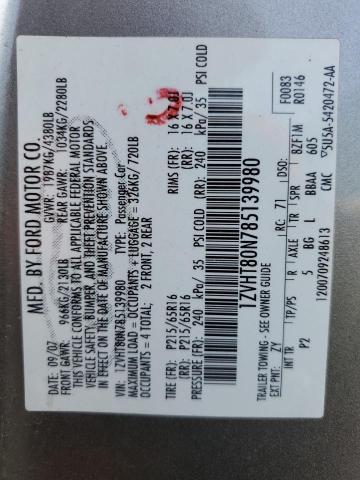 MFD. BY FORD MOTOR CO.
DATE: 09/07 GVWR: 1987KG/4380LB
FRONT GAWR: 966KG/2130LB REAR GAWR: 1034KG/2280LB
THIS VEHICLE CONFORMS TO ALL APPLICABLE FEDERAL MOTOR
VEHICLE SAFETY, BUMPER, AND THEFT PREVENTION STANDARDS
IN EFFECT ON THE DATE OF MANUFACTURE SHOWN ABOVE.
VIN: 1ZVHT80N785139980 TYPE: Passenger Car
MAXIMUM LOAD= OCCUPANTS + LUGGAGE = 326KG/720LB
OCCUPANTS = 4 TOTAL; 2 FRONT, 2 REAR
TIRE (FR): P215/65R16 RIMS (FR): 16 X 7.0J
(RR): P215/65R16 (RR): 16 X 7.0J
PRESSURE (FR): 240 kPa/ 35 PSI COLD
(RR): 240 kPa/ 35 PSI COLD
1ZVHT80N785139980
F0083
R0146
TRAILER TOWING - SEE OWNER GUIDE
EXT PNT: ZY RC: 71 DSO:
INT TR TP/PS R AXLE TR SPR BZF1M
P2 5 BG L BBAA 605
1200709248613 5U5A-5420472-AA